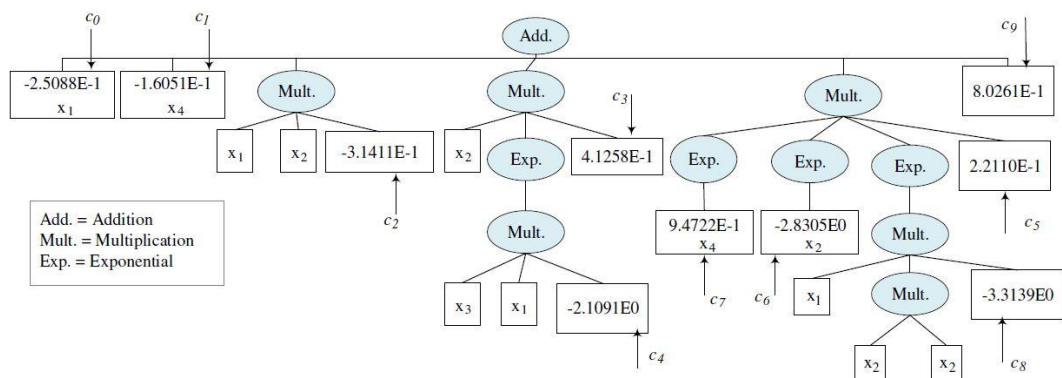 c0
c1
c9
Add.
-2.5088E-1
x1
-1.6051E-1
x4
Mult.
Mult.
c3
Mult.
8.0261E-1
x1
x2
-3.1411E-1
x2
Exp.
4.1258E-1
Exp.
Exp.
Exp.
2.2110E-1
c2
c5
Add. = Addition
Mult. = Multiplication
Exp. = Exponential
Mult.
9.4722E-1
x4
-2.8305E0
x2
Mult.
x3
x1
-2.1091E0
c4
c7
c6
x1
Mult.
-3.3139E0
x2
x2
c8